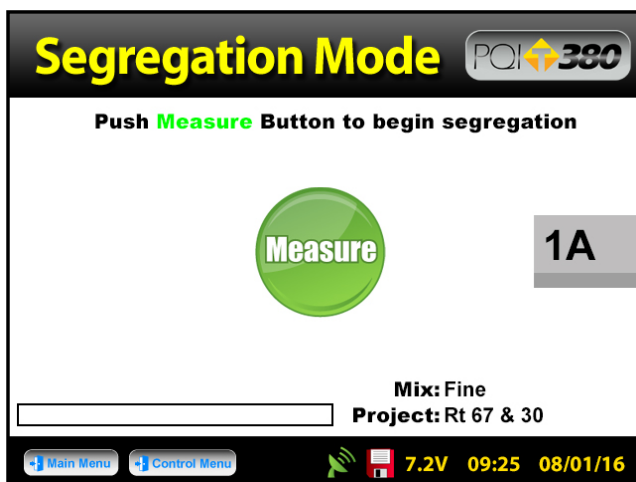 Segregation Mode PQI T 380
Push Measure Button to begin segregation
Measure
1A
Mix: Fine
Project: Rt 67 & 30
Main Menu Control Menu 7.2V 09:25 08/01/16